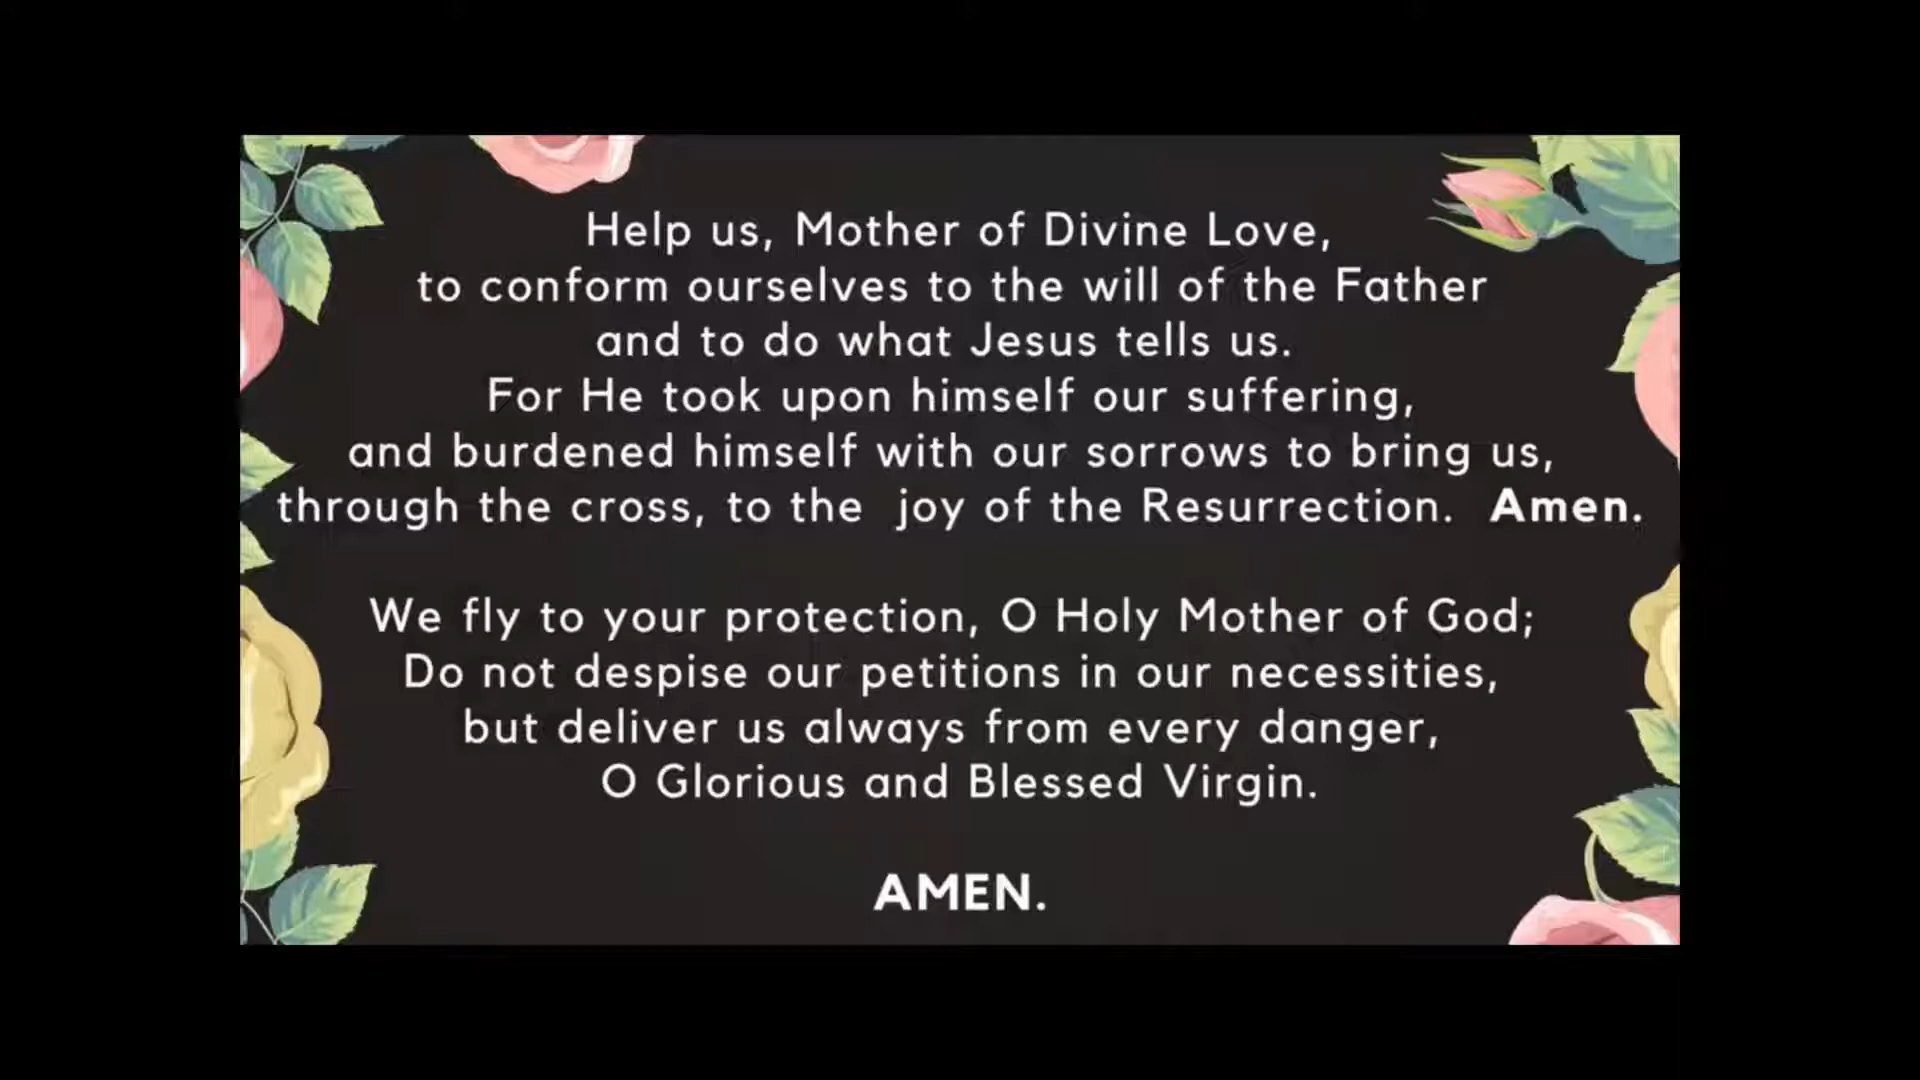 Help us, Mother of Divine Love,
to conform ourselves to the will of the Father
and to do what Jesus tells us.
For He took upon himself our suffering,
and burdened himself with our sorrows to bring us,
through the cross, to the joy of the Resurrection. Amen.
We fly to your protection, O Holy Mother of God;
Do not despise our petitions in our necessities,
but deliver us always from every danger,
O Glorious and Blessed Virgin.
AMEN.